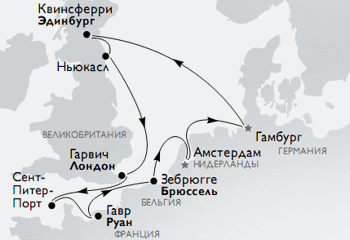 Квинсферри
Эдинбург
Ньюкасл
ВЕЛИКОБРИТАНИЯ
Гарвич
Лондон
Сент-
Питер-
Порт
Гавр
Руан
ФРАНЦИЯ
Зебрюгге
Брюссель
БЕЛЬГИЯ
Амстердам
НИДЕРЛАНДЫ
Гамбург
ГЕРМАНИЯ